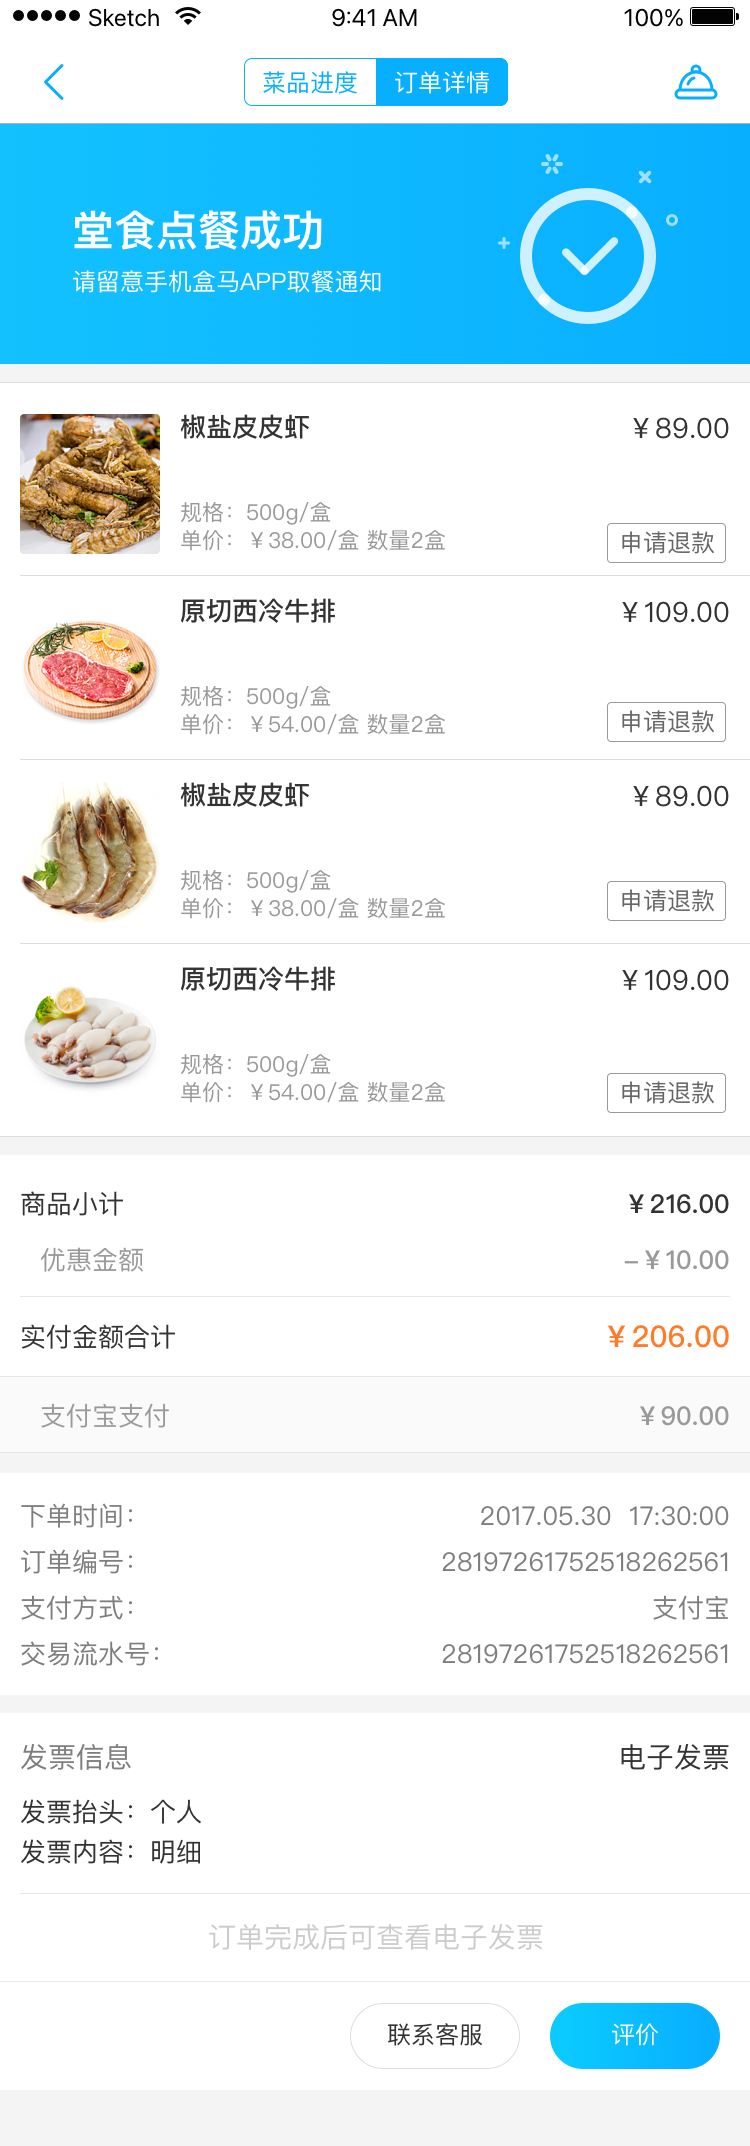 Sketch 9:41 AM 100%
菜品进度 订单详情
堂食点餐成功
请留意手机盒马APP取餐通知
椒盐皮皮虾 ￥89.00
规格：500g/盒
单价：￥38.00/盒 数量2盒 申请退款
原切西冷牛排 ￥109.00
规格：500g/盒
单价：￥54.00/盒 数量2盒 申请退款
椒盐皮皮虾 ￥89.00
规格：500g/盒
单价：￥38.00/盒 数量2盒 申请退款
原切西冷牛排 ￥109.00
规格：500g/盒
单价：￥54.00/盒 数量2盒 申请退款
商品小计 ￥216.00
优惠金额 –￥10.00
实付金额合计 ￥206.00
支付宝支付 ￥90.00
下单时间： 2017.05.30 17:30:00
订单编号： 28197261752518262561
支付方式： 支付宝
交易流水号： 28197261752518262561
发票信息 电子发票
发票抬头：个人
发票内容：明细
订单完成后可查看电子发票
联系客服 评价